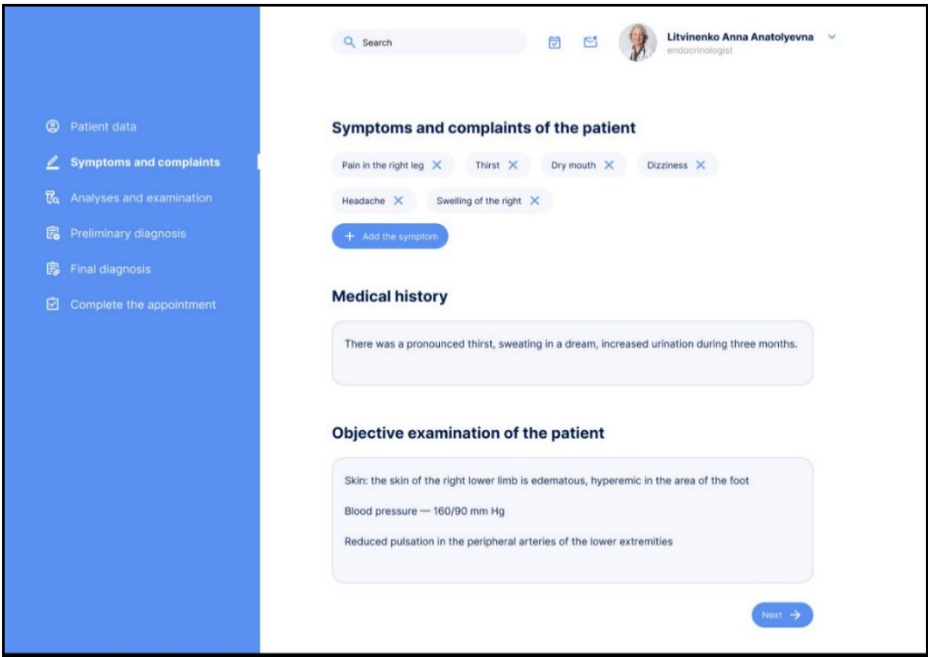 Search
Litvinenko Anna Anatolyevna
endocrinologist
Patient data
Symptoms and complaints
Analyses and examination
Preliminary diagnosis
Final diagnosis
Complete the appointment
Symptoms and complaints of the patient
Pain in the right leg
Thirst
Dry mouth
Dizziness
Headache
Swelling of the right
Add the symptom
Medical history
There was a pronounced thirst, sweating in a dream, increased urination during three months.
Objective examination of the patient
Skin: the skin of the right lower limb is edematous, hyperemic in the area of the foot
Blood pressure — 160/90 mm Hg
Reduced pulsation in the peripheral arteries of the lower extremities
Next